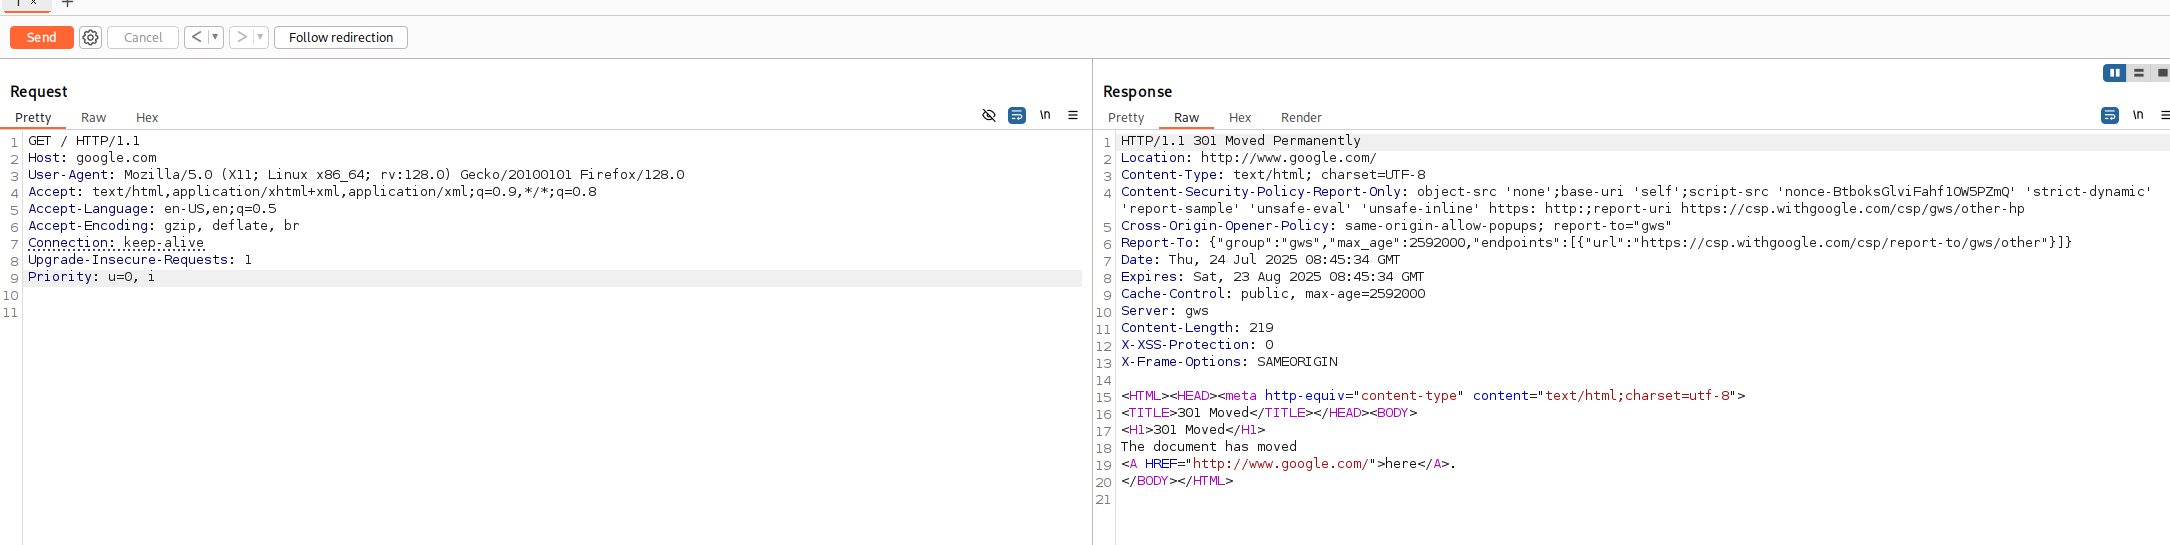 1 × +
Send Cancel < ▾ > ▾ Follow redirection
Request
Pretty Raw Hex \n
1 GET / HTTP/1.1
2 Host: google.com
3 User-Agent: Mozilla/5.0 (X11; Linux x86_64; rv:128.0) Gecko/20100101 Firefox/128.0
4 Accept: text/html,application/xhtml+xml,application/xml;q=0.9,*/*;q=0.8
5 Accept-Language: en-US,en;q=0.5
6 Accept-Encoding: gzip, deflate, br
7 Connection: keep-alive
8 Upgrade-Insecure-Requests: 1
9 Priority: u=0, i
10
11
Response
Pretty Raw Hex Render \n
1 HTTP/1.1 301 Moved Permanently
2 Location: http://www.google.com/
3 Content-Type: text/html; charset=UTF-8
4 Content-Security-Policy-Report-Only: object-src 'none';base-uri 'self';script-src 'nonce-BtboksGlviFahf1OW5PZmQ' 'strict-dynamic'
'report-sample' 'unsafe-eval' 'unsafe-inline' https: http:;report-uri https://csp.withgoogle.com/csp/gws/other-hp
5 Cross-Origin-Opener-Policy: same-origin-allow-popups; report-to="gws"
6 Report-To: {"group":"gws","max_age":2592000,"endpoints":[{"url":"https://csp.withgoogle.com/csp/report-to/gws/other"}]}
7 Date: Thu, 24 Jul 2025 08:45:34 GMT
8 Expires: Sat, 23 Aug 2025 08:45:34 GMT
9 Cache-Control: public, max-age=2592000
10 Server: gws
11 Content-Length: 219
12 X-XSS-Protection: 0
13 X-Frame-Options: SAMEORIGIN
14
15 <HTML><HEAD><meta http-equiv="content-type" content="text/html;charset=utf-8">
16 <TITLE>301 Moved</TITLE></HEAD><BODY>
17 <H1>301 Moved</H1>
18 The document has moved
19 <A HREF="http://www.google.com/">here</A>.
20 </BODY></HTML>
21